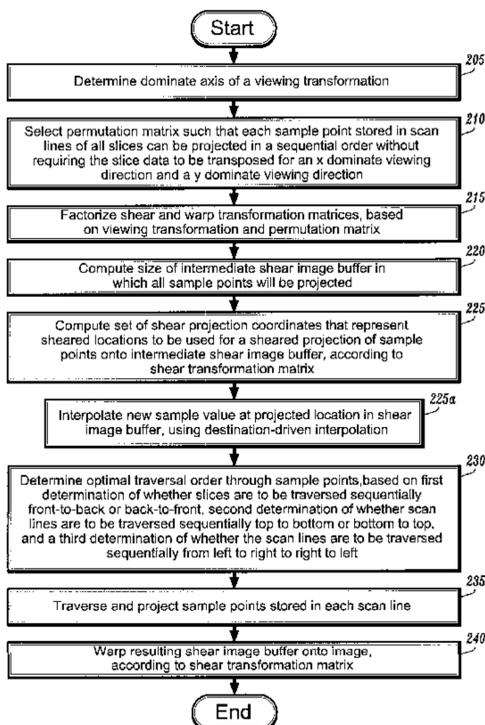 Start
205
Determine dominate axis of a viewing transformation
210
Select permutation matrix such that each sample point stored in scan
lines of all slices can be projected in a sequential order without
requiring the slice data to be transposed for an x dominate viewing
direction and a y dominate viewing direction
215
Factorize shear and warp transformation matrices, based
on viewing transformation and permutation matrix
220
Compute size of intermediate shear image buffer in
which all sample points will be projected
225
Compute set of shear projection coordinates that represent
sheared locations to be used for a sheared projection of sample
points onto intermediate shear image buffer, according to
shear transformation matrix
225a
Interpolate new sample value at projected location in shear
image buffer, using destination-driven interpolation
230
Determine optimal traversal order through sample points,based on first
determination of whether slices are to be traversed sequentially
front-to-back or back-to-front, second determination of whether scan
lines are to be traversed sequentially top to bottom or bottom to top,
and a third determination of whether the scan lines are to be traversed
sequentially from left to right to right to left
235
Traverse and project sample points stored in each scan line
240
Warp resulting shear image buffer onto image,
according to shear transformation matrix
End